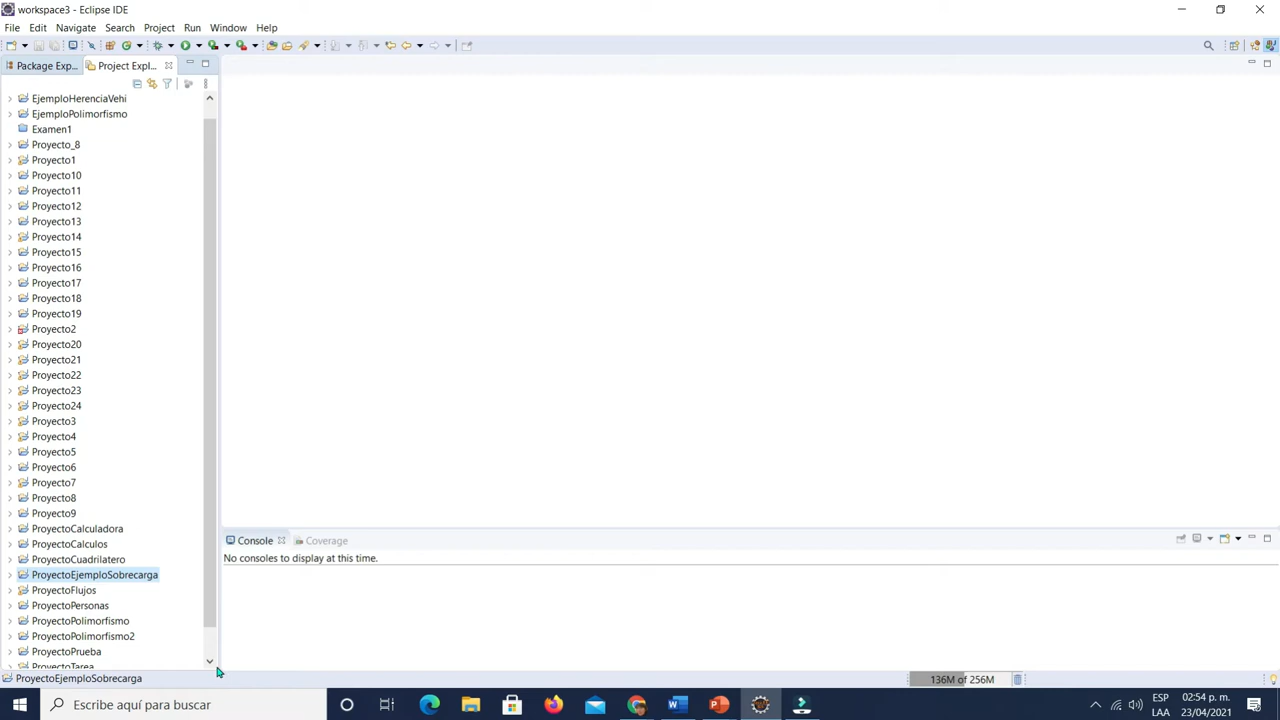 workspace3 - Eclipse IDE
File Edit Navigate Search Project Run Window Help
Package Exp... Project Expl...
EjemploHerenciaVehi
EjemploPolimorfismo
Examen1
Proyecto_8
Proyecto1
Proyecto10
Proyecto11
Proyecto12
Proyecto13
Proyecto14
Proyecto15
Proyecto16
Proyecto17
Proyecto18
Proyecto19
Proyecto2
Proyecto20
Proyecto21
Proyecto22
Proyecto23
Proyecto24
Proyecto3
Proyecto4
Proyecto5
Proyecto6
Proyecto7
Proyecto8
Proyecto9
ProyectoCalculadora
ProyectoCalculos
ProyectoCuadrilatero
ProyectoEjemploSobrecarga
ProyectoFlujos
ProyectoPersonas
ProyectoPolimorfismo
ProyectoPolimorfismo2
ProyectoPrueba
ProyectoTarea
Console Coverage
No consoles to display at this time.
ProyectoEjemploSobrecarga
136M of 256M
Escribe aquí para buscar
ESP
LAA
02:54 p. m.
23/04/2021